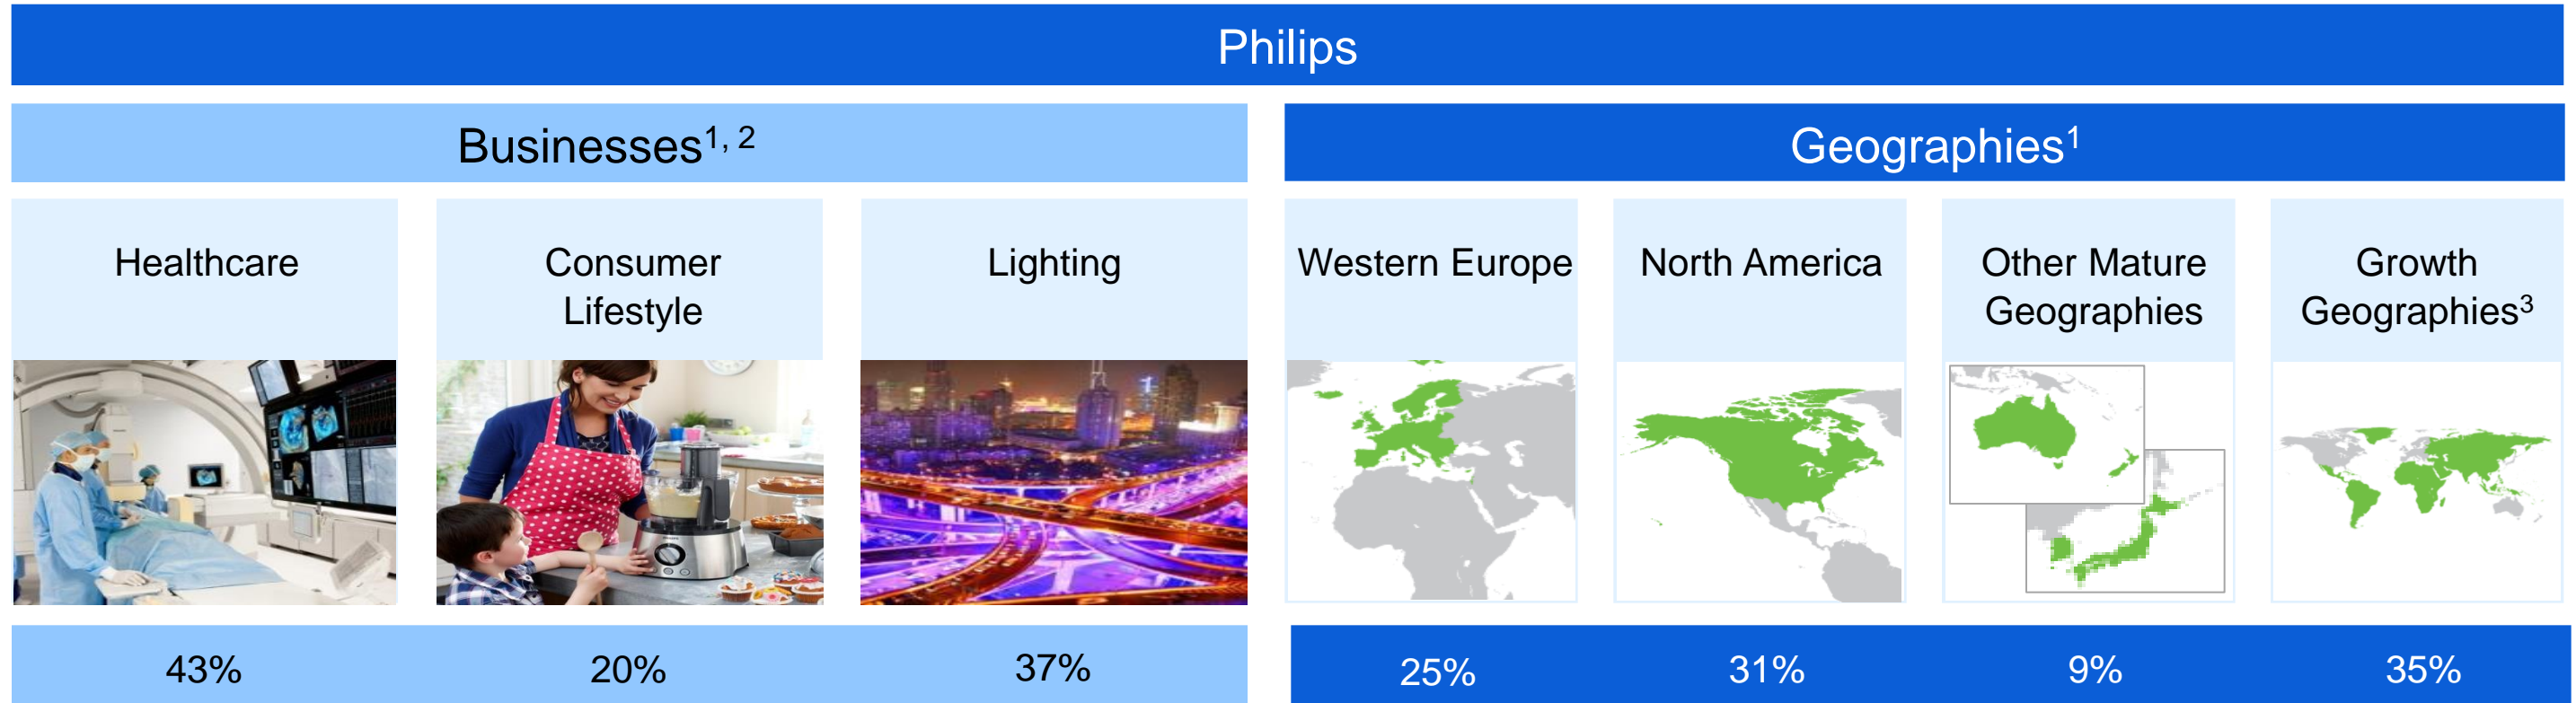 Philips
Businesses1, 2
Geographies1
Healthcare
Consumer
Lifestyle
Lighting
Western Europe
North America
Other Mature
Geographies
Growth
Geographies3
43%
20%
37%
25%
31%
9%
35%